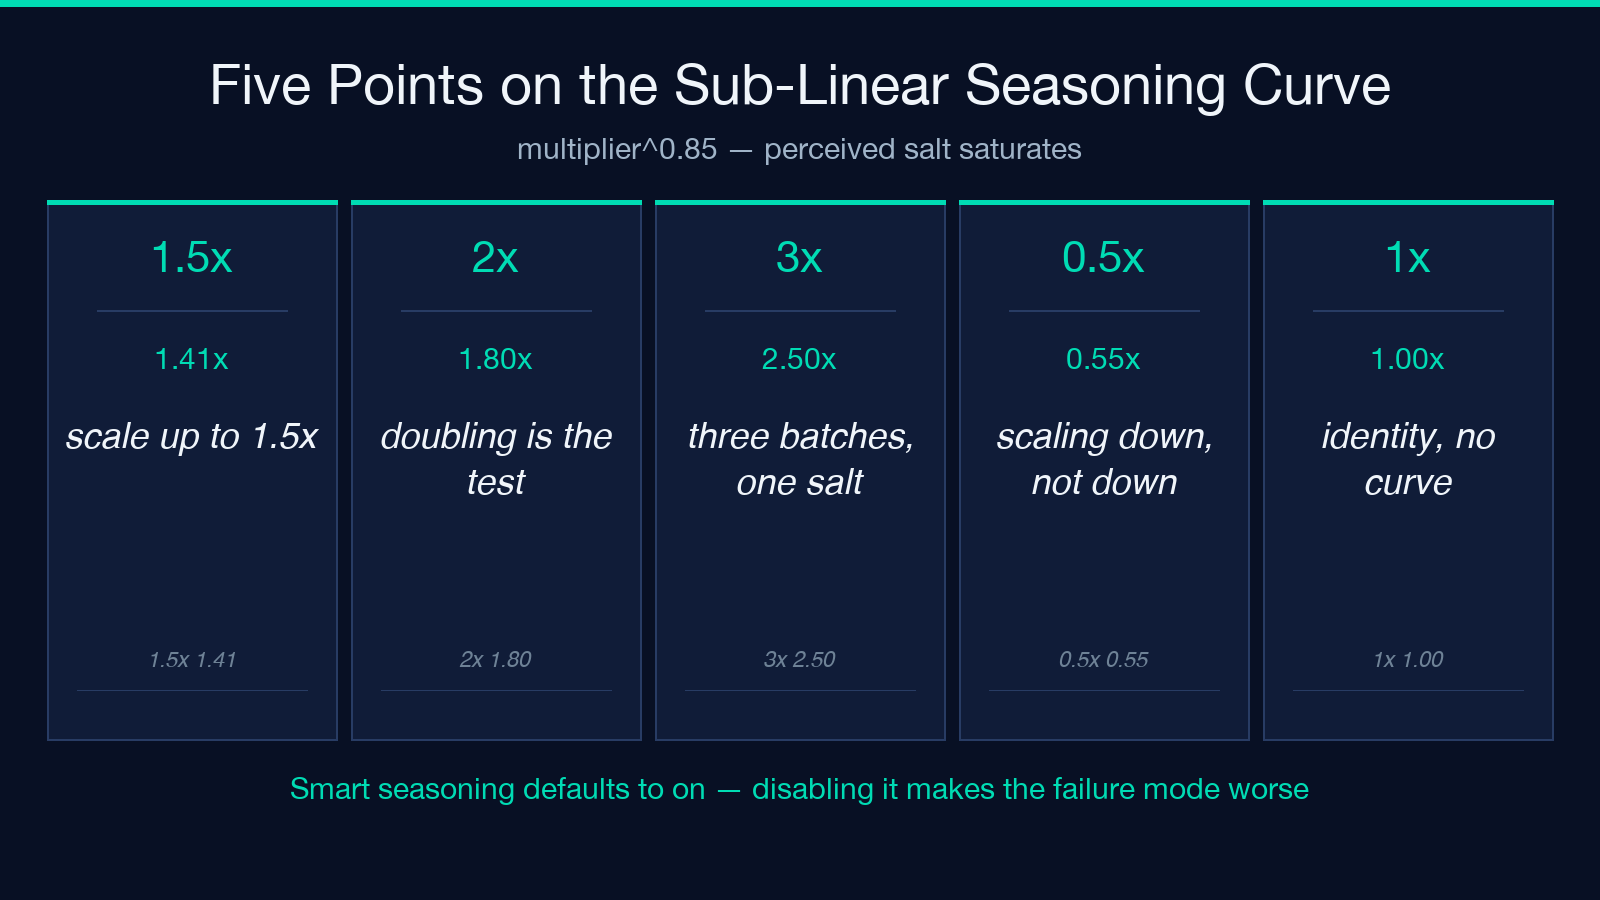 Five Points on the Sub-Linear Seasoning Curve
multiplier^0.85 — perceived salt saturates
1.5x
1.41x
scale up to 1.5x
1.5x 1.41
2x
1.80x
doubling is the
test
2x 1.80
3x
2.50x
three batches,
one salt
3x 2.50
0.5x
0.55x
scaling down,
not down
0.5x 0.55
1x
1.00x
identity, no
curve
1x 1.00
Smart seasoning defaults to on — disabling it makes the failure mode worse